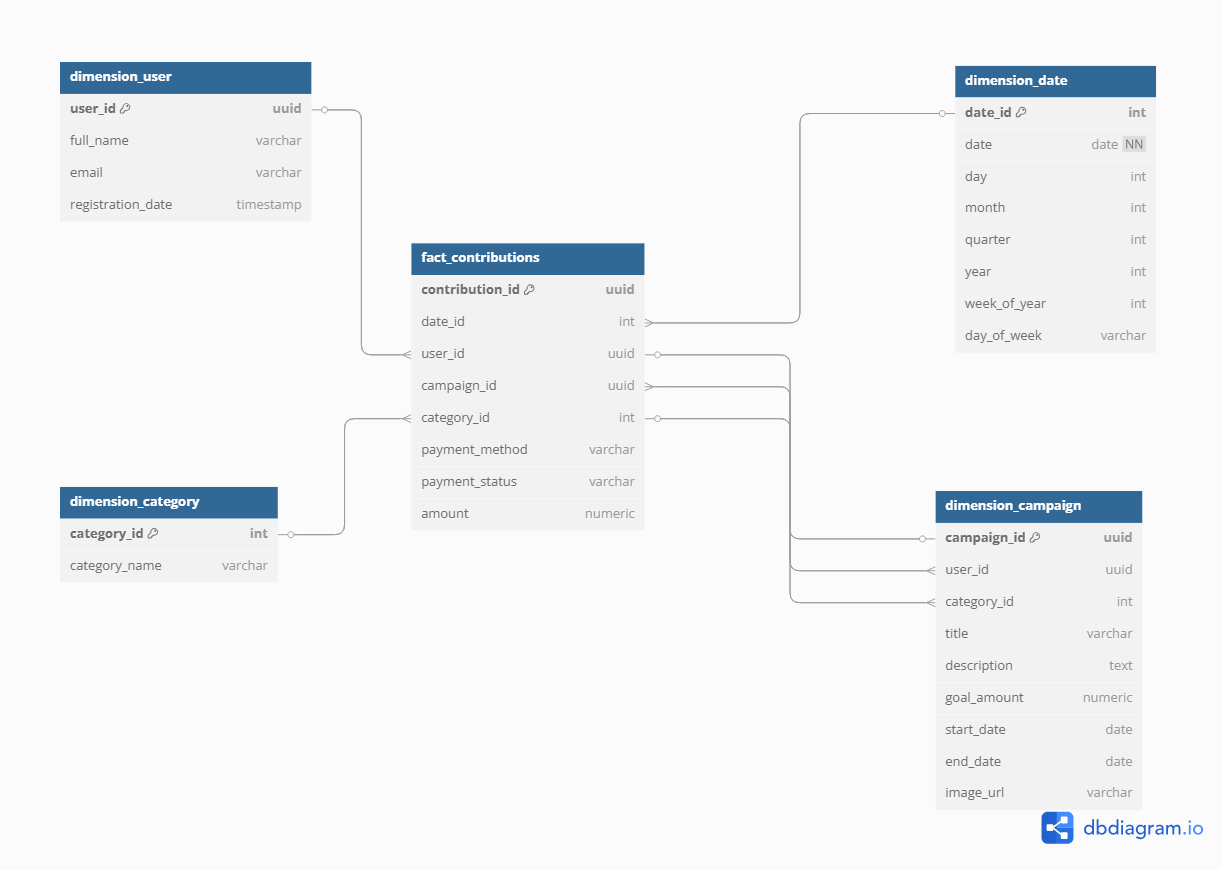 dimension_user
user_id uuid
full_name varchar
email varchar
registration_date timestamp
dimension_date
date_id int
date date NN
day int
month int
quarter int
year int
week_of_year int
day_of_week varchar
fact_contributions
contribution_id uuid
date_id int
user_id uuid
campaign_id uuid
category_id int
payment_method varchar
payment_status varchar
amount numeric
dimension_category
category_id int
category_name varchar
dimension_campaign
campaign_id uuid
user_id uuid
category_id int
title varchar
description text
goal_amount numeric
start_date date
end_date date
image_url varchar
dbdiagram.io